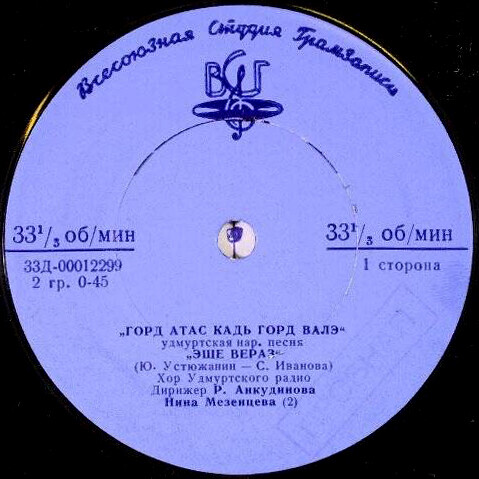 Всесоюзная Студия Грамзаписи
ВСГ
33¹/₃ об/мин
33¹/₃ об/мин
33Д-00012299
2 гр. 0-45
1 сторона
„ГОРД АТАС КАДЬ ГОРД ВАЛЭ“
удмуртская нар. песня
„ЭШЕ ВЕРАЗ“
(Ю. Устюжанин — С. Иванова)
Хор Удмуртского радио
Дирижер Р. Анкудинова
Нина Мезенцева (2)